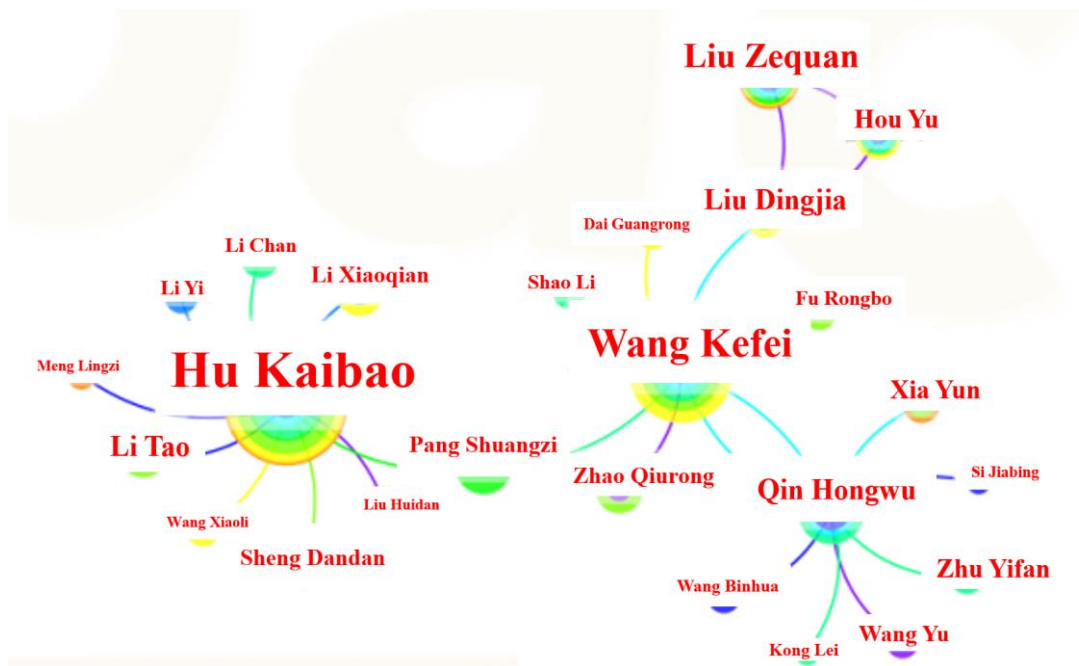 Liu Zequan
Hou Yu
Liu Dingjia
Dai Guangrong
Li Chan
Li Xiaoqian
Shao Li
Li Yi
Fu Rongbo
Wang Kefei
Meng Lingzi
Hu Kaibao
Xia Yun
Li Tao
Pang Shuangzi
Zhao Qiurong
Si Jiabing
Qin Hongwu
Liu Huidan
Wang Xiaoli
Sheng Dandan
Zhu Yifan
Wang Binhua
Wang Yu
Kong Lei